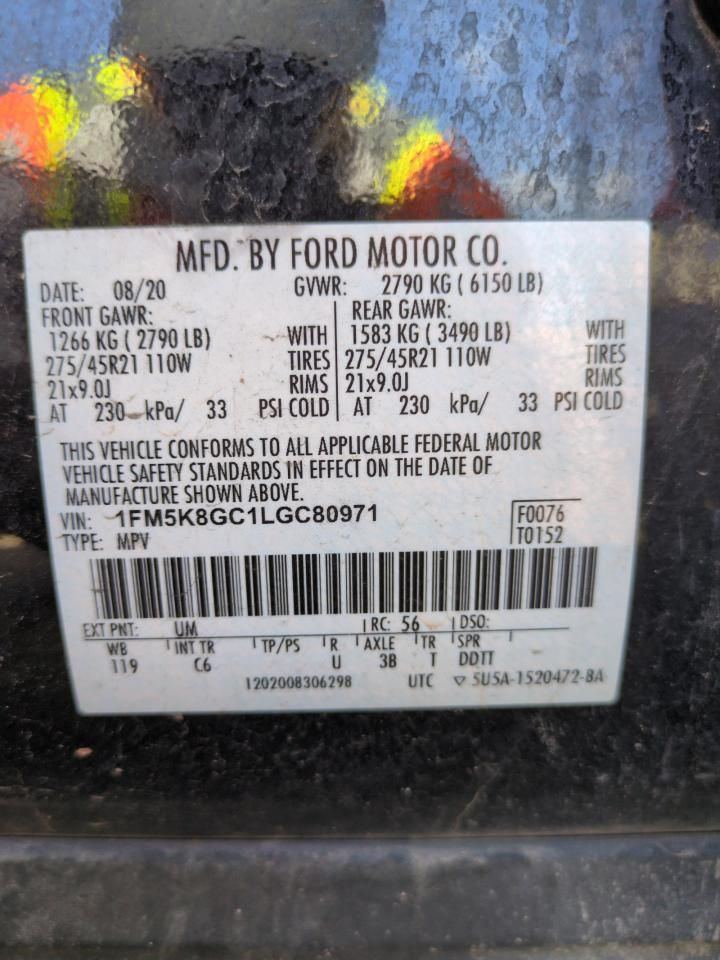 MFD. BY FORD MOTOR CO.
DATE: 08/20 GVWR: 2790 KG ( 6150 LB)
FRONT GAWR: REAR GAWR:
1266 KG ( 2790 LB) WITH 1583 KG ( 3490 LB) WITH
275/45R21 110W TIRES 275/45R21 110W TIRES
21x9.0J RIMS 21x9.0J RIMS
AT 230 kPa/ 33 PSI COLD AT 230 kPa/ 33 PSI COLD
THIS VEHICLE CONFORMS TO ALL APPLICABLE FEDERAL MOTOR
VEHICLE SAFETY STANDARDS IN EFFECT ON THE DATE OF
MANUFACTURE SHOWN ABOVE.
VIN: 1FM5K8GC1LGC80971 F0076
TYPE: MPV T0152
EXT PNT: UM RC: 56 DSO:
WB INT TR TP/PS R AXLE TR SPR
119 C6 U 3B T DDTT
1202008306298 UTC ▽ 5U5A-1520472-BA